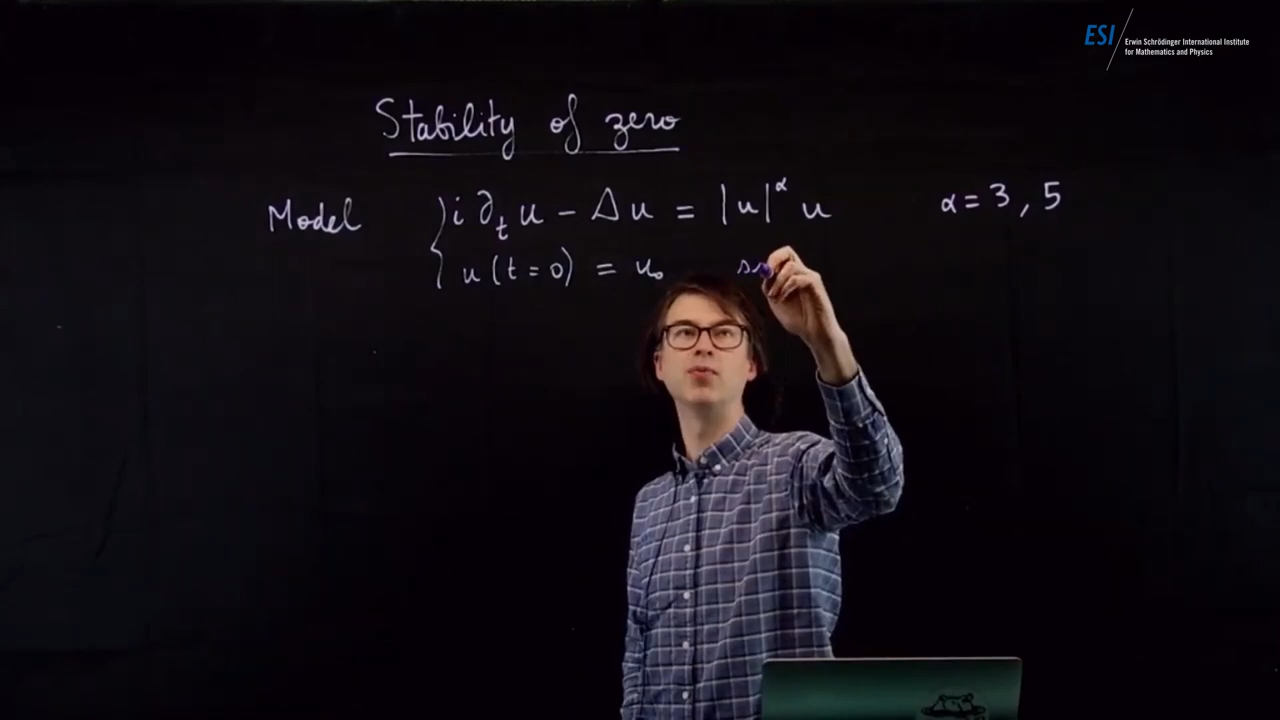 ESI
Erwin Schrödinger International Institute
for Mathematics and Physics
Stability of zero
Model { i ∂_t u − Δu = |u|^α u α = 3, 5
u(t = 0) = u₀